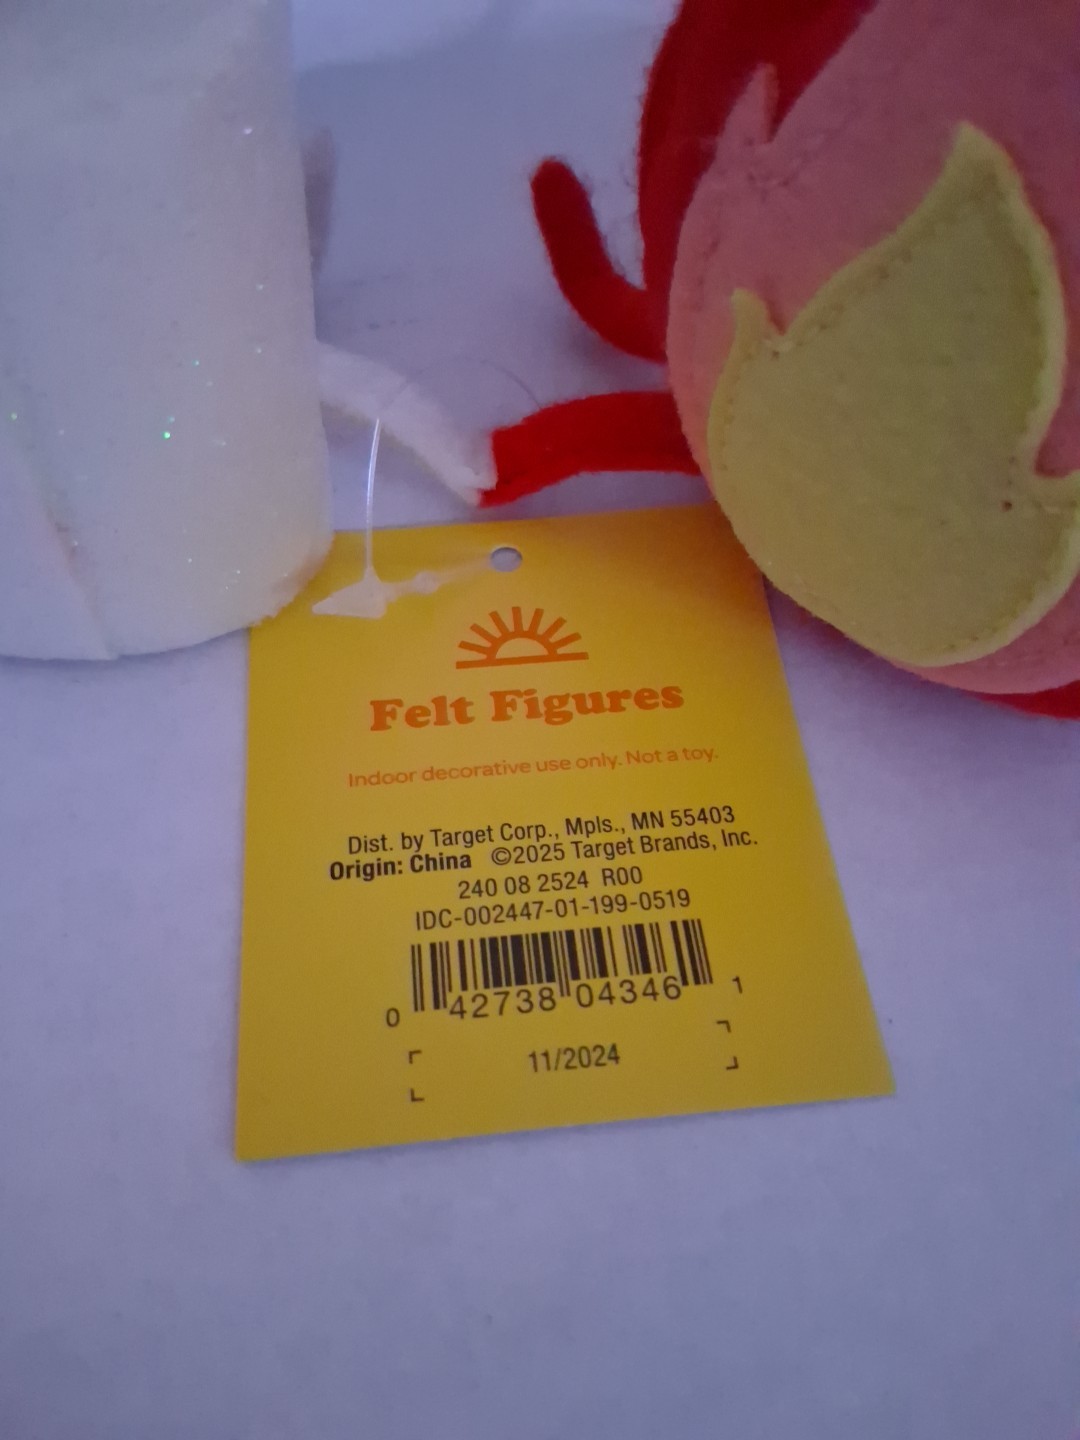 Felt Figures
Indoor decorative use only. Not a toy.
Dist. by Target Corp., Mpls., MN 55403
Origin: China ©2025 Target Brands, Inc.
240 08 2524 R00
IDC-002447-01-199-0519
0 42738 04346 1
11/2024